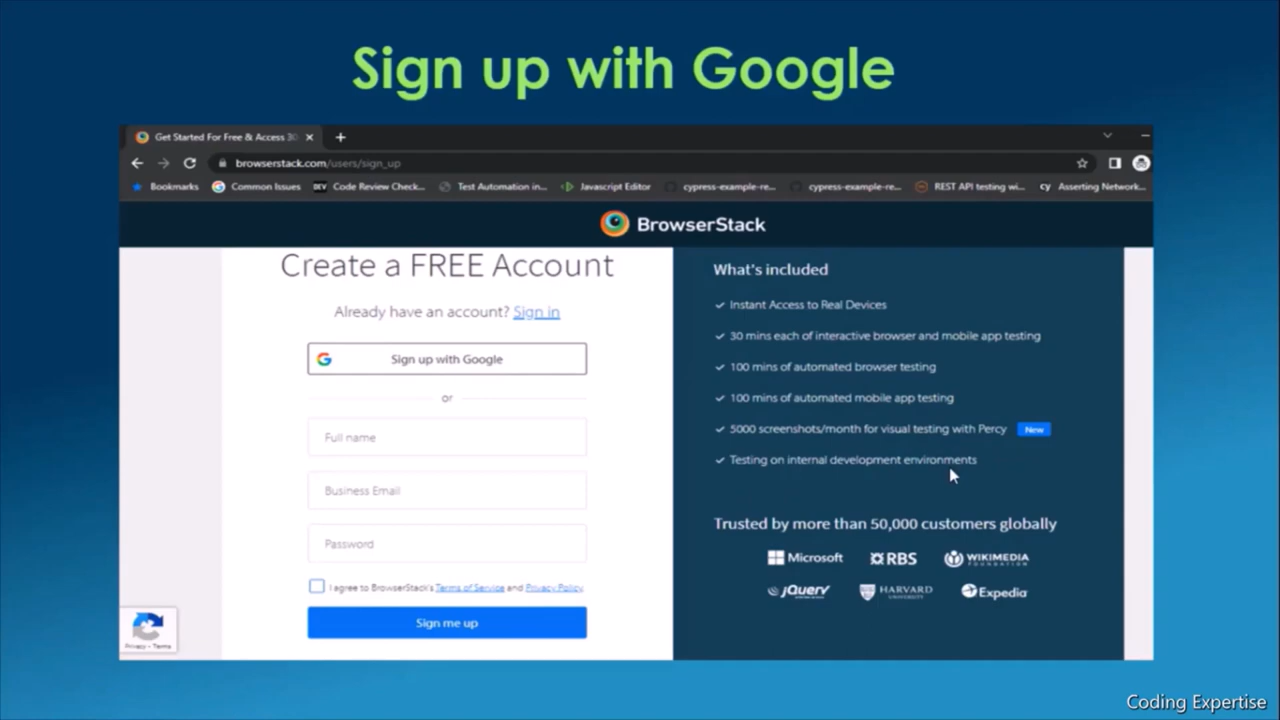 Sign up with Google
Get Started For Free & Access 30
browserstack.com/users/sign_up
Bookmarks Common Issues DEV Code Review Check... Test Automation in... Javascript Editor cypress-example-re... cypress-example-re... REST API testing wi... cy Asserting Network...
BrowserStack
Create a FREE Account
Already have an account? Sign in
Sign up with Google
or
Full name
Business Email
Password
I agree to BrowserStack's Terms of Service and Privacy Policy.
Sign me up
Privacy - Terms
What's included
Instant Access to Real Devices
30 mins each of interactive browser and mobile app testing
100 mins of automated browser testing
100 mins of automated mobile app testing
5000 screenshots/month for visual testing with Percy New
Testing on internal development environments
Trusted by more than 50,000 customers globally
Microsoft RBS WIKIMEDIA FOUNDATION
jQuery HARVARD UNIVERSITY Expedia
Coding Expertise